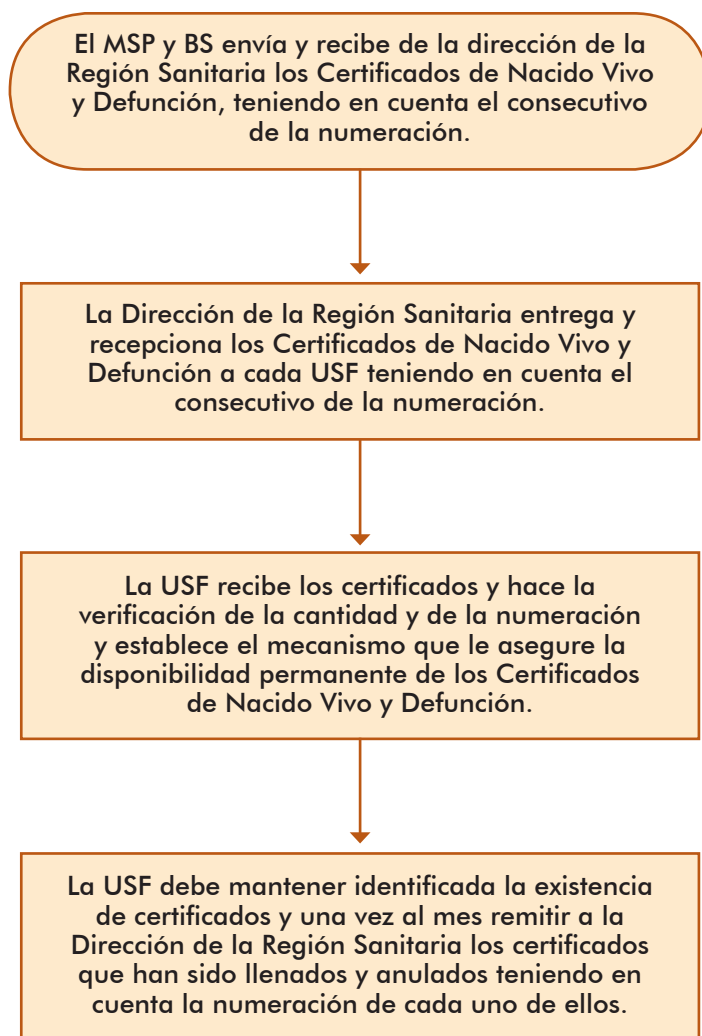 El MSP y BS envía y recibe de la dirección de la
Región Sanitaria los Certificados de Nacido Vivo
y Defunción, teniendo en cuenta el consecutivo
de la numeración.
La Dirección de la Región Sanitaria entrega y
recepciona los Certificados de Nacido Vivo y
Defunción a cada USF teniendo en cuenta el
consecutivo de la numeración.
La USF recibe los certificados y hace la
verificación de la cantidad y de la numeración
y establece el mecanismo que le asegure la
disponibilidad permanente de los Certificados
de Nacido Vivo y Defunción.
La USF debe mantener identificada la existencia
de certificados y una vez al mes remitir a la
Dirección de la Región Sanitaria los certificados
que han sido llenados y anulados teniendo en
cuenta la numeración de cada uno de ellos.